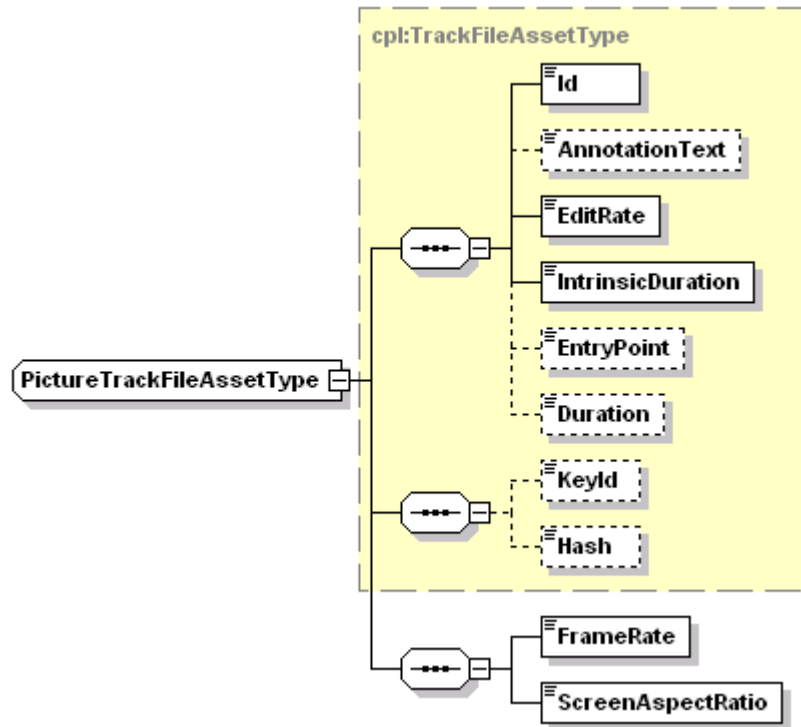 cpl:TrackFileAssetType
Id
AnnotationText
EditRate
IntrinsicDuration
EntryPoint
PictureTrackFileAssetType
Duration
KeyId
Hash
FrameRate
ScreenAspectRatio